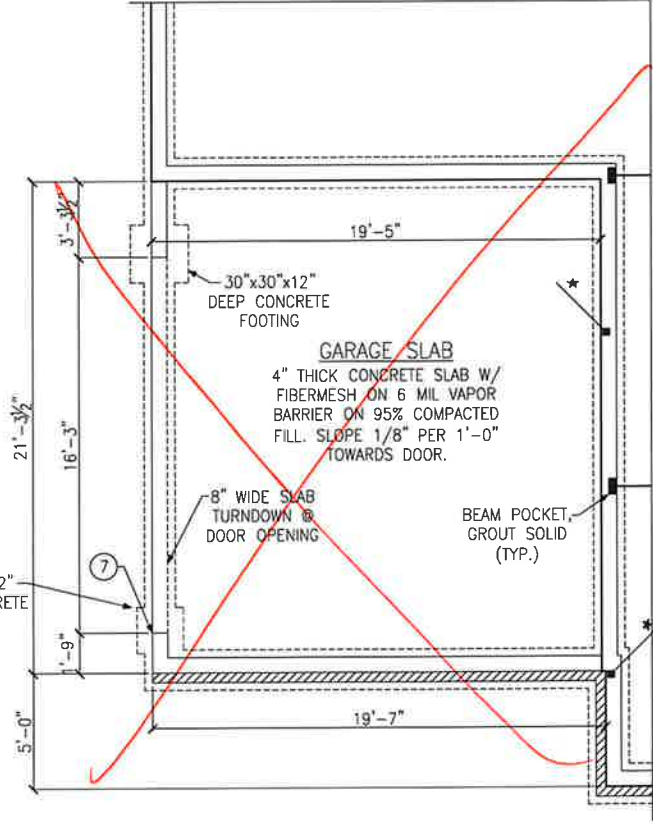 3'-3½"
19'-5"
30"x30"x12"
DEEP CONCRETE
FOOTING
★
GARAGE SLAB
4" THICK CONCRETE SLAB W/
FIBERMESH ON 6 MIL VAPOR
BARRIER ON 95% COMPACTED
FILL. SLOPE 1/8" PER 1'-0"
TOWARDS DOOR.
21'-3½"
16'-3"
8" WIDE SLAB
TURNDOWN @
DOOR OPENING
BEAM POCKET,
GROUT SOLID
(TYP.)
7
2"
RETE
★
1'-9"
5'-0"
19'-7"